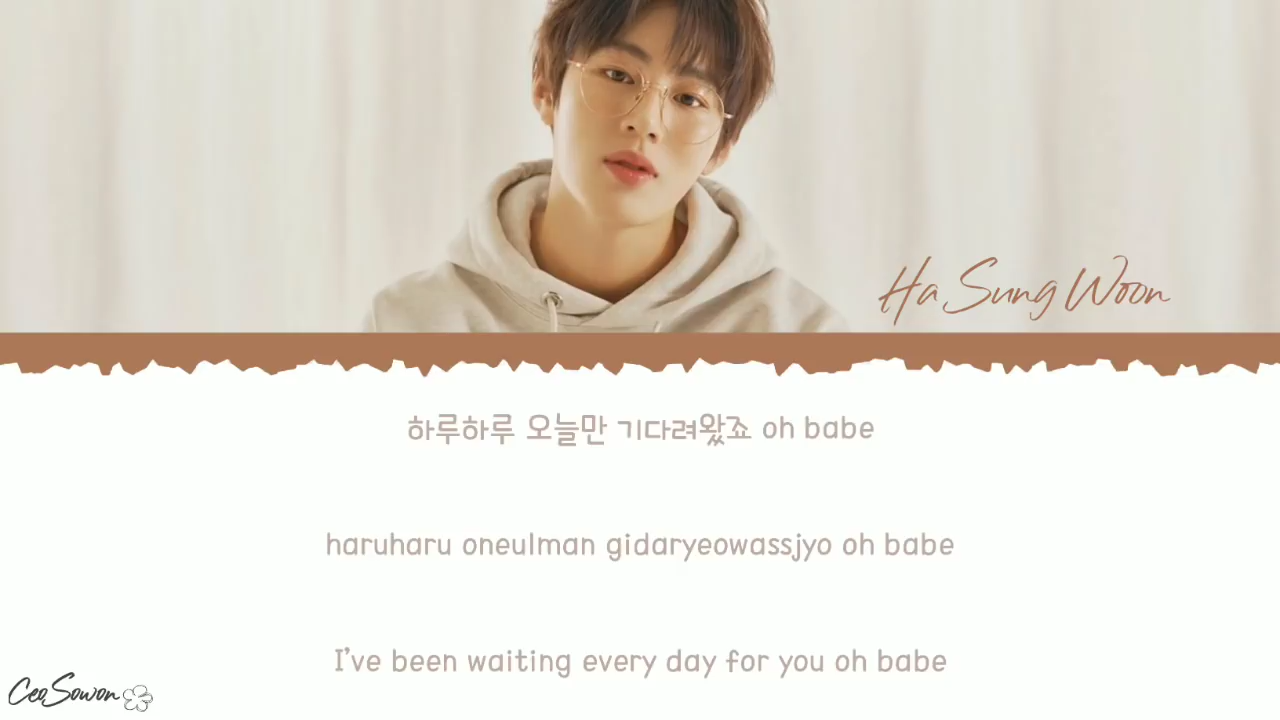 Ha Sung Woon
하루하루 오늘만 기다려왔죠 oh babe
haruharu oneulman gidaryeowassjyo oh babe
I've been waiting every day for you oh babe
CeoSowon